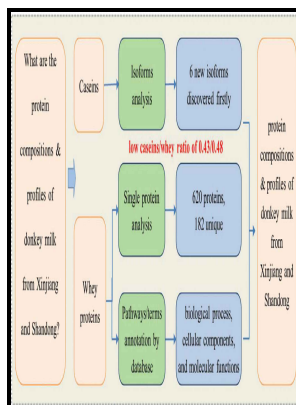 What are the
protein
compositions &
profiles of
donkey milk
from Xinjiang
and Shandong?
Caseins
Isoforms
analysis
6 new isoforms
discovered firstly
low caseins/whey ratio of 0.43/0.48
Whey
proteins
Single protein
analysis
620 proteins,
182 unique
Pathways/terms
annotation by
database
biological process,
cellular components,
and molecular functions
protein
compositions
& profiles of
donkey milk
from
Xinjiang and
Shandong